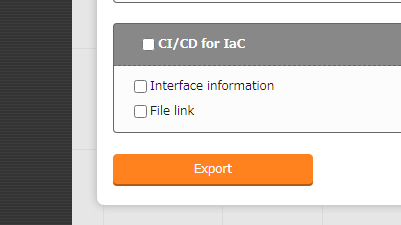 CI/CD for IaC
Interface information
File link
Export